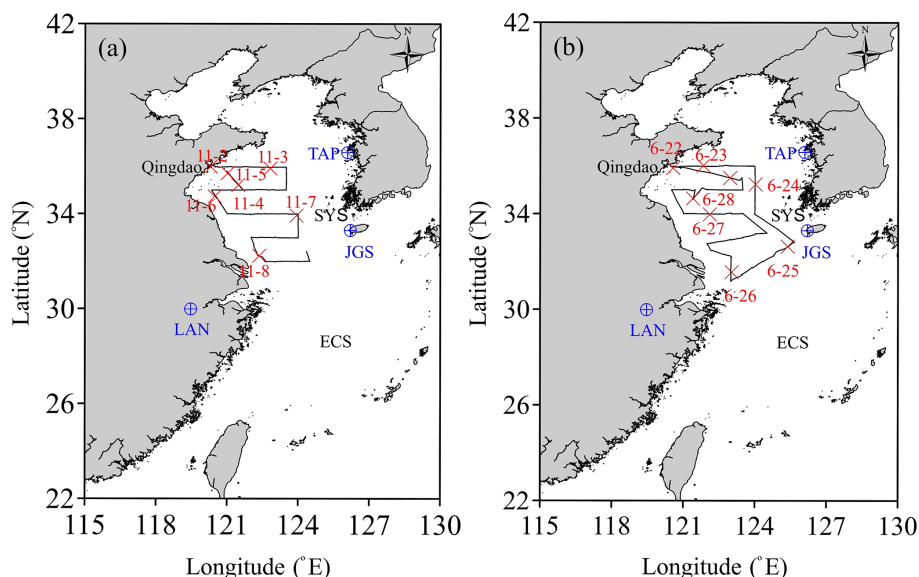 (a)
N
42
38
34
30
26
22
115
118
121
124
127
130
Latitude (°N)
Longitude (°E)
Qingdao
11-2
11-3
11-5
11-4
11-6
11-7
11-8
TAP
SYS
JGS
LAN
ECS
(b)
N
42
38
34
30
26
22
115
118
121
124
127
130
Latitude (°N)
Longitude (°E)
Qingdao
6-22
6-23
6-24
6-28
6-27
6-25
6-26
TAP
SYS
JGS
LAN
ECS